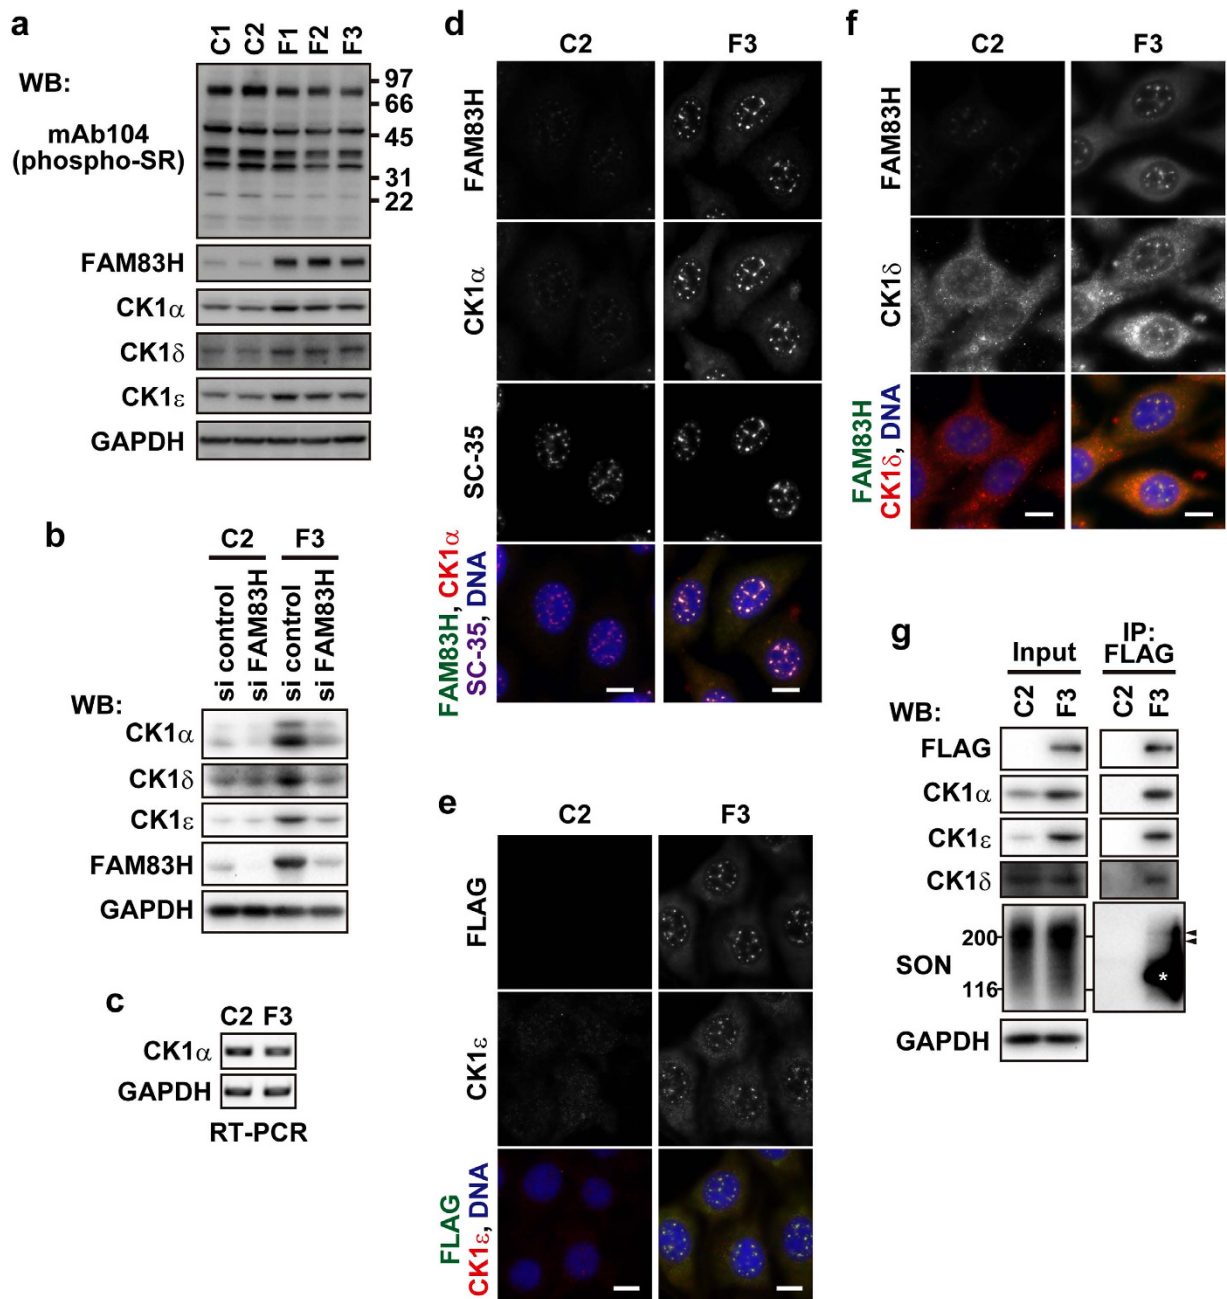 a
C1 C2 F1 F2 F3
WB:
mAb104
(phospho-SR)
97
66
45
31
22
FAM83H
CK1α
CK1δ
CK1ε
GAPDH
b
C2 F3
si control
si FAM83H
si control
si FAM83H
WB:
CK1α
CK1δ
CK1ε
FAM83H
GAPDH
c
C2 F3
CK1α
GAPDH
RT-PCR
d
C2 F3
FAM83H
CK1α
SC-35
FAM83H, CK1α
SC-35, DNA
e
C2 F3
FLAG
CK1ε
FLAG
CK1ε, DNA
f
C2 F3
FAM83H
CK1δ
FAM83H
CK1δ, DNA
g
Input
IP:
FLAG
WB:
C2 F3 C2 F3
FLAG
CK1α
CK1ε
CK1δ
SON
200
116
*
GAPDH